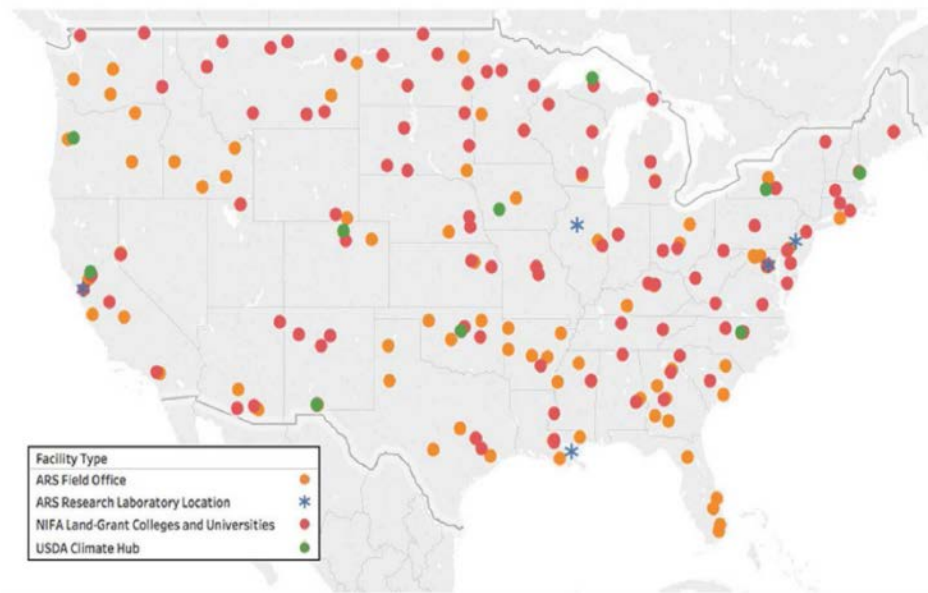 Facility Type
ARS Field Office
ARS Research Laboratory Location
NIFA Land-Grant Colleges and Universities
USDA Climate Hub